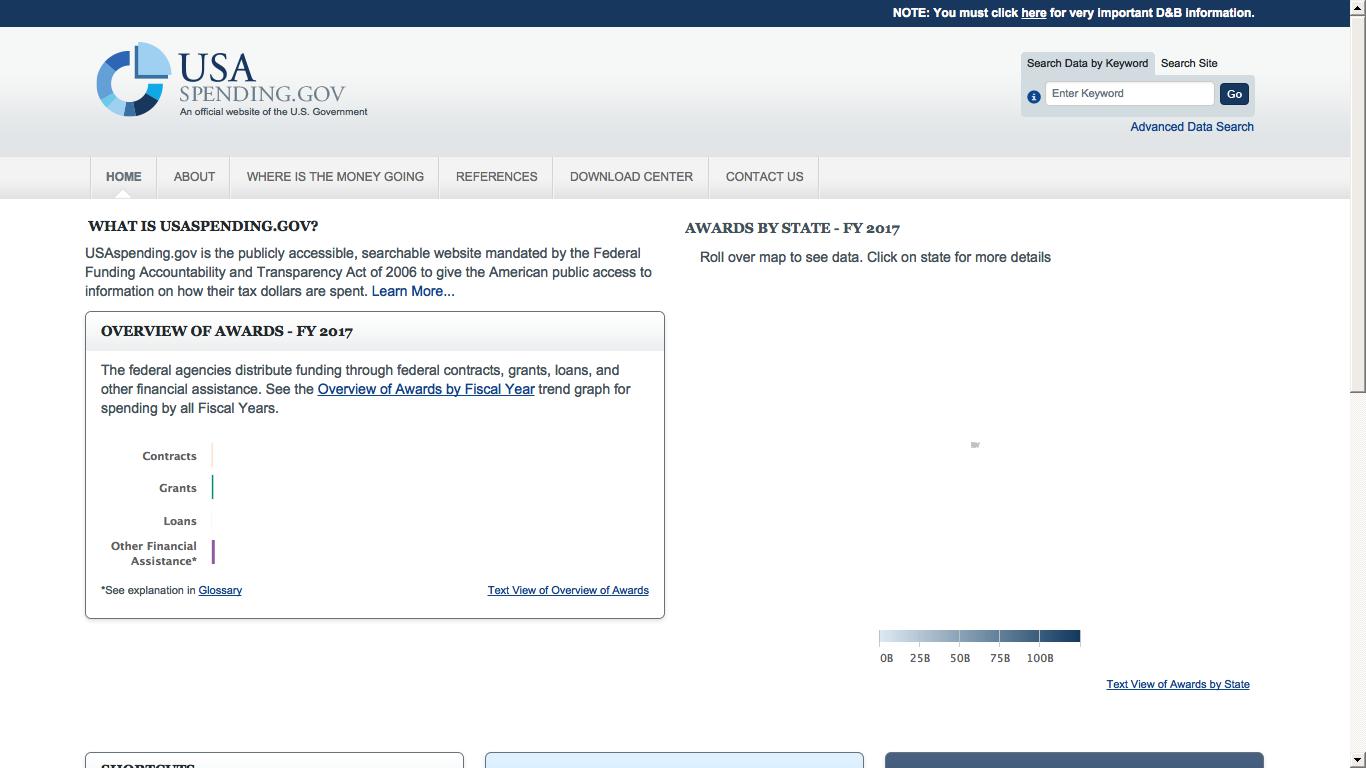 NOTE: You must click here for very important D&B information.
USA
SPENDING.GOV
An official website of the U.S. Government
Search Data by Keyword
Search Site
Enter Keyword
Go
Advanced Data Search
HOME
ABOUT
WHERE IS THE MONEY GOING
REFERENCES
DOWNLOAD CENTER
CONTACT US
WHAT IS USASPENDING.GOV?
USAspending.gov is the publicly accessible, searchable website mandated by the Federal
Funding Accountability and Transparency Act of 2006 to give the American public access to
information on how their tax dollars are spent. Learn More...
OVERVIEW OF AWARDS - FY 2017
The federal agencies distribute funding through federal contracts, grants, loans, and
other financial assistance. See the Overview of Awards by Fiscal Year trend graph for
spending by all Fiscal Years.
Contracts
Grants
Loans
Other Financial
Assistance*
*See explanation in Glossary
Text View of Overview of Awards
AWARDS BY STATE - FY 2017
Roll over map to see data. Click on state for more details
0B 25B 50B 75B 100B
Text View of Awards by State
SHORTCUTS